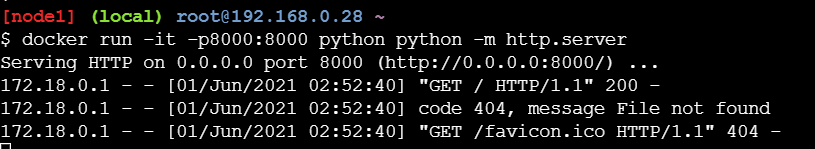 [node1] (local) root@192.168.0.28 ~
$ docker run -it -p8000:8000 python python -m http.server
Serving HTTP on 0.0.0.0 port 8000 (http://0.0.0.0:8000/) ...
172.18.0.1 - - [01/Jun/2021 02:52:40] "GET / HTTP/1.1" 200 -
172.18.0.1 - - [01/Jun/2021 02:52:40] code 404, message File not found
172.18.0.1 - - [01/Jun/2021 02:52:40] "GET /favicon.ico HTTP/1.1" 404 -